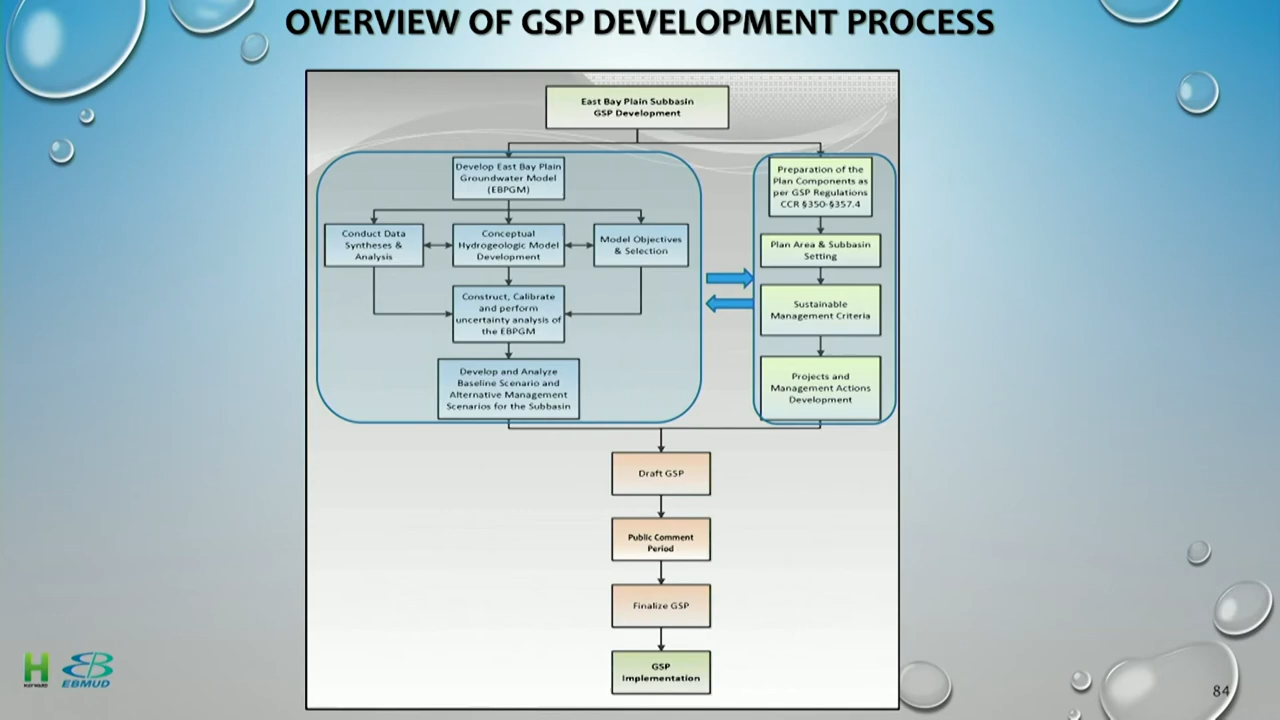 OVERVIEW OF GSP DEVELOPMENT PROCESS
East Bay Plain Subbasin
GSP Development
Develop East Bay Plain
Groundwater Model
(EBPGM)
Conduct Data
Syntheses &
Analysis
Conceptual
Hydrogeologic Model
Development
Model Objectives
& Selection
Construct, Calibrate
and perform
uncertainty analysis of
the EBPGM
Develop and Analyze
Baseline Scenario and
Alternative Management
Scenarios for the Subbasin
Preparation of the
Plan Components as
per GSP Regulations
CCR §350-§357.4
Plan Area & Subbasin
Setting
Sustainable
Management Criteria
Projects and
Management Actions
Development
Draft GSP
Public Comment
Period
Finalize GSP
GSP
Implementation
H
HAYWARD
EB
EBMUD
84